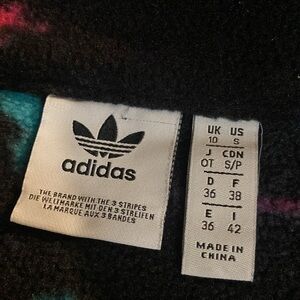 adidas
THE BRAND WITH THE 3 STRIPES
DIE WELTMARKE MIT DEN 3 STREIFEN
LA MARQUE AUX 3 BANDES
UK US
10 S
J CDN
OT S/P
D F
36 38
E I
36 42
MADE IN
CHINA